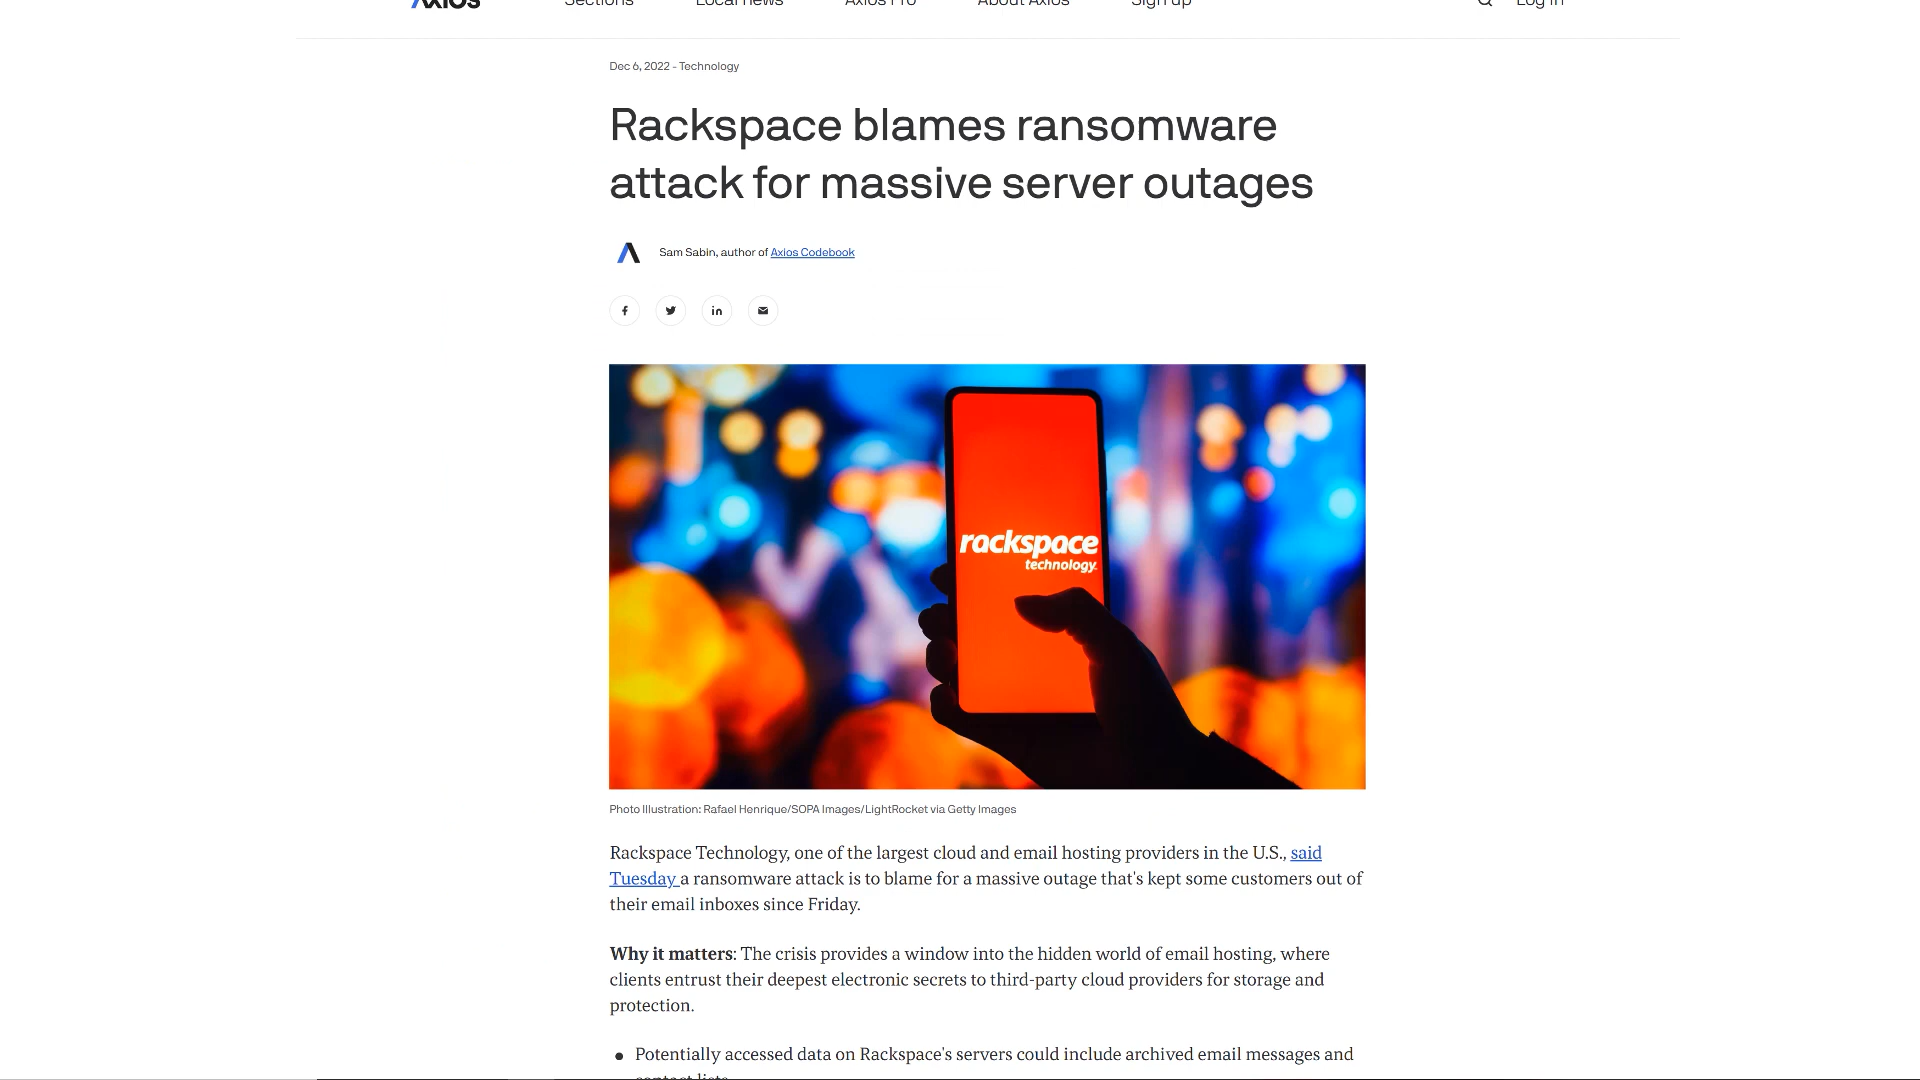 Axios Sections Local news Axios Pro About Axios Sign up Log in
Dec 6, 2022 - Technology
Rackspace blames ransomware
attack for massive server outages
Sam Sabin, author of Axios Codebook
rackspace
technology
Photo Illustration: Rafael Henrique/SOPA Images/LightRocket via Getty Images
Rackspace Technology, one of the largest cloud and email hosting providers in the U.S., said
Tuesday a ransomware attack is to blame for a massive outage that's kept some customers out of
their email inboxes since Friday.
Why it matters: The crisis provides a window into the hidden world of email hosting, where
clients entrust their deepest electronic secrets to third-party cloud providers for storage and
protection.
● Potentially accessed data on Rackspace's servers could include archived email messages and
contact lists